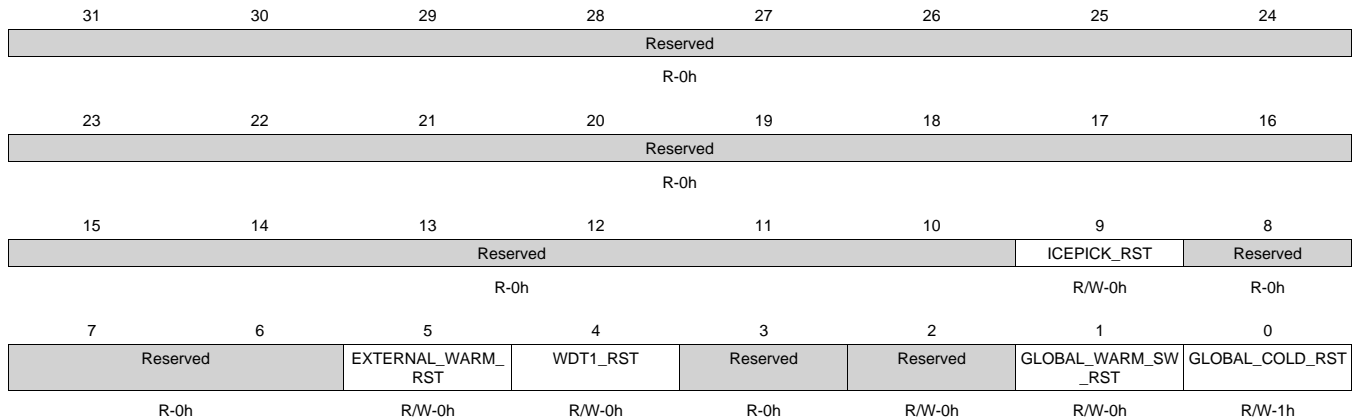 31 30 29 28 27 26 25 24
Reserved
R-0h
23 22 21 20 19 18 17 16
Reserved
R-0h
15 14 13 12 11 10 9 8
Reserved ICEPICK_RST Reserved
R-0h R/W-0h R-0h
7 6 5 4 3 2 1 0
Reserved EXTERNAL_WARM_ WDT1_RST Reserved Reserved GLOBAL_WARM_SW GLOBAL_COLD_RST
RST _RST
R-0h R/W-0h R/W-0h R-0h R/W-0h R/W-0h R/W-1h